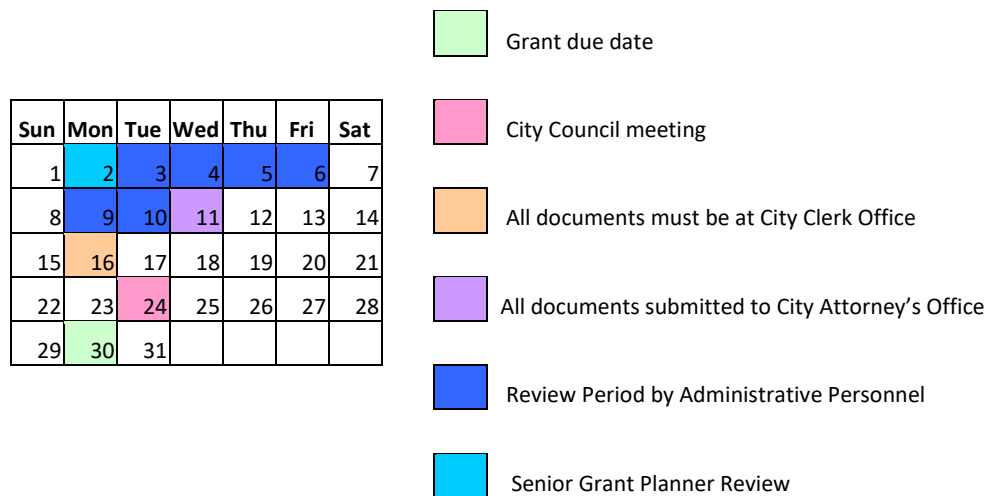 Grant due date
City Council meeting
Sun Mon Tue Wed Thu Fri Sat
1 2 3 4 5 6 7
8 9 10 11 12 13 14
15 16 17 18 19 20 21
22 23 24 25 26 27 28
29 30 31
All documents must be at City Clerk Office
All documents submitted to City Attorney’s Office
Review Period by Administrative Personnel
Senior Grant Planner Review